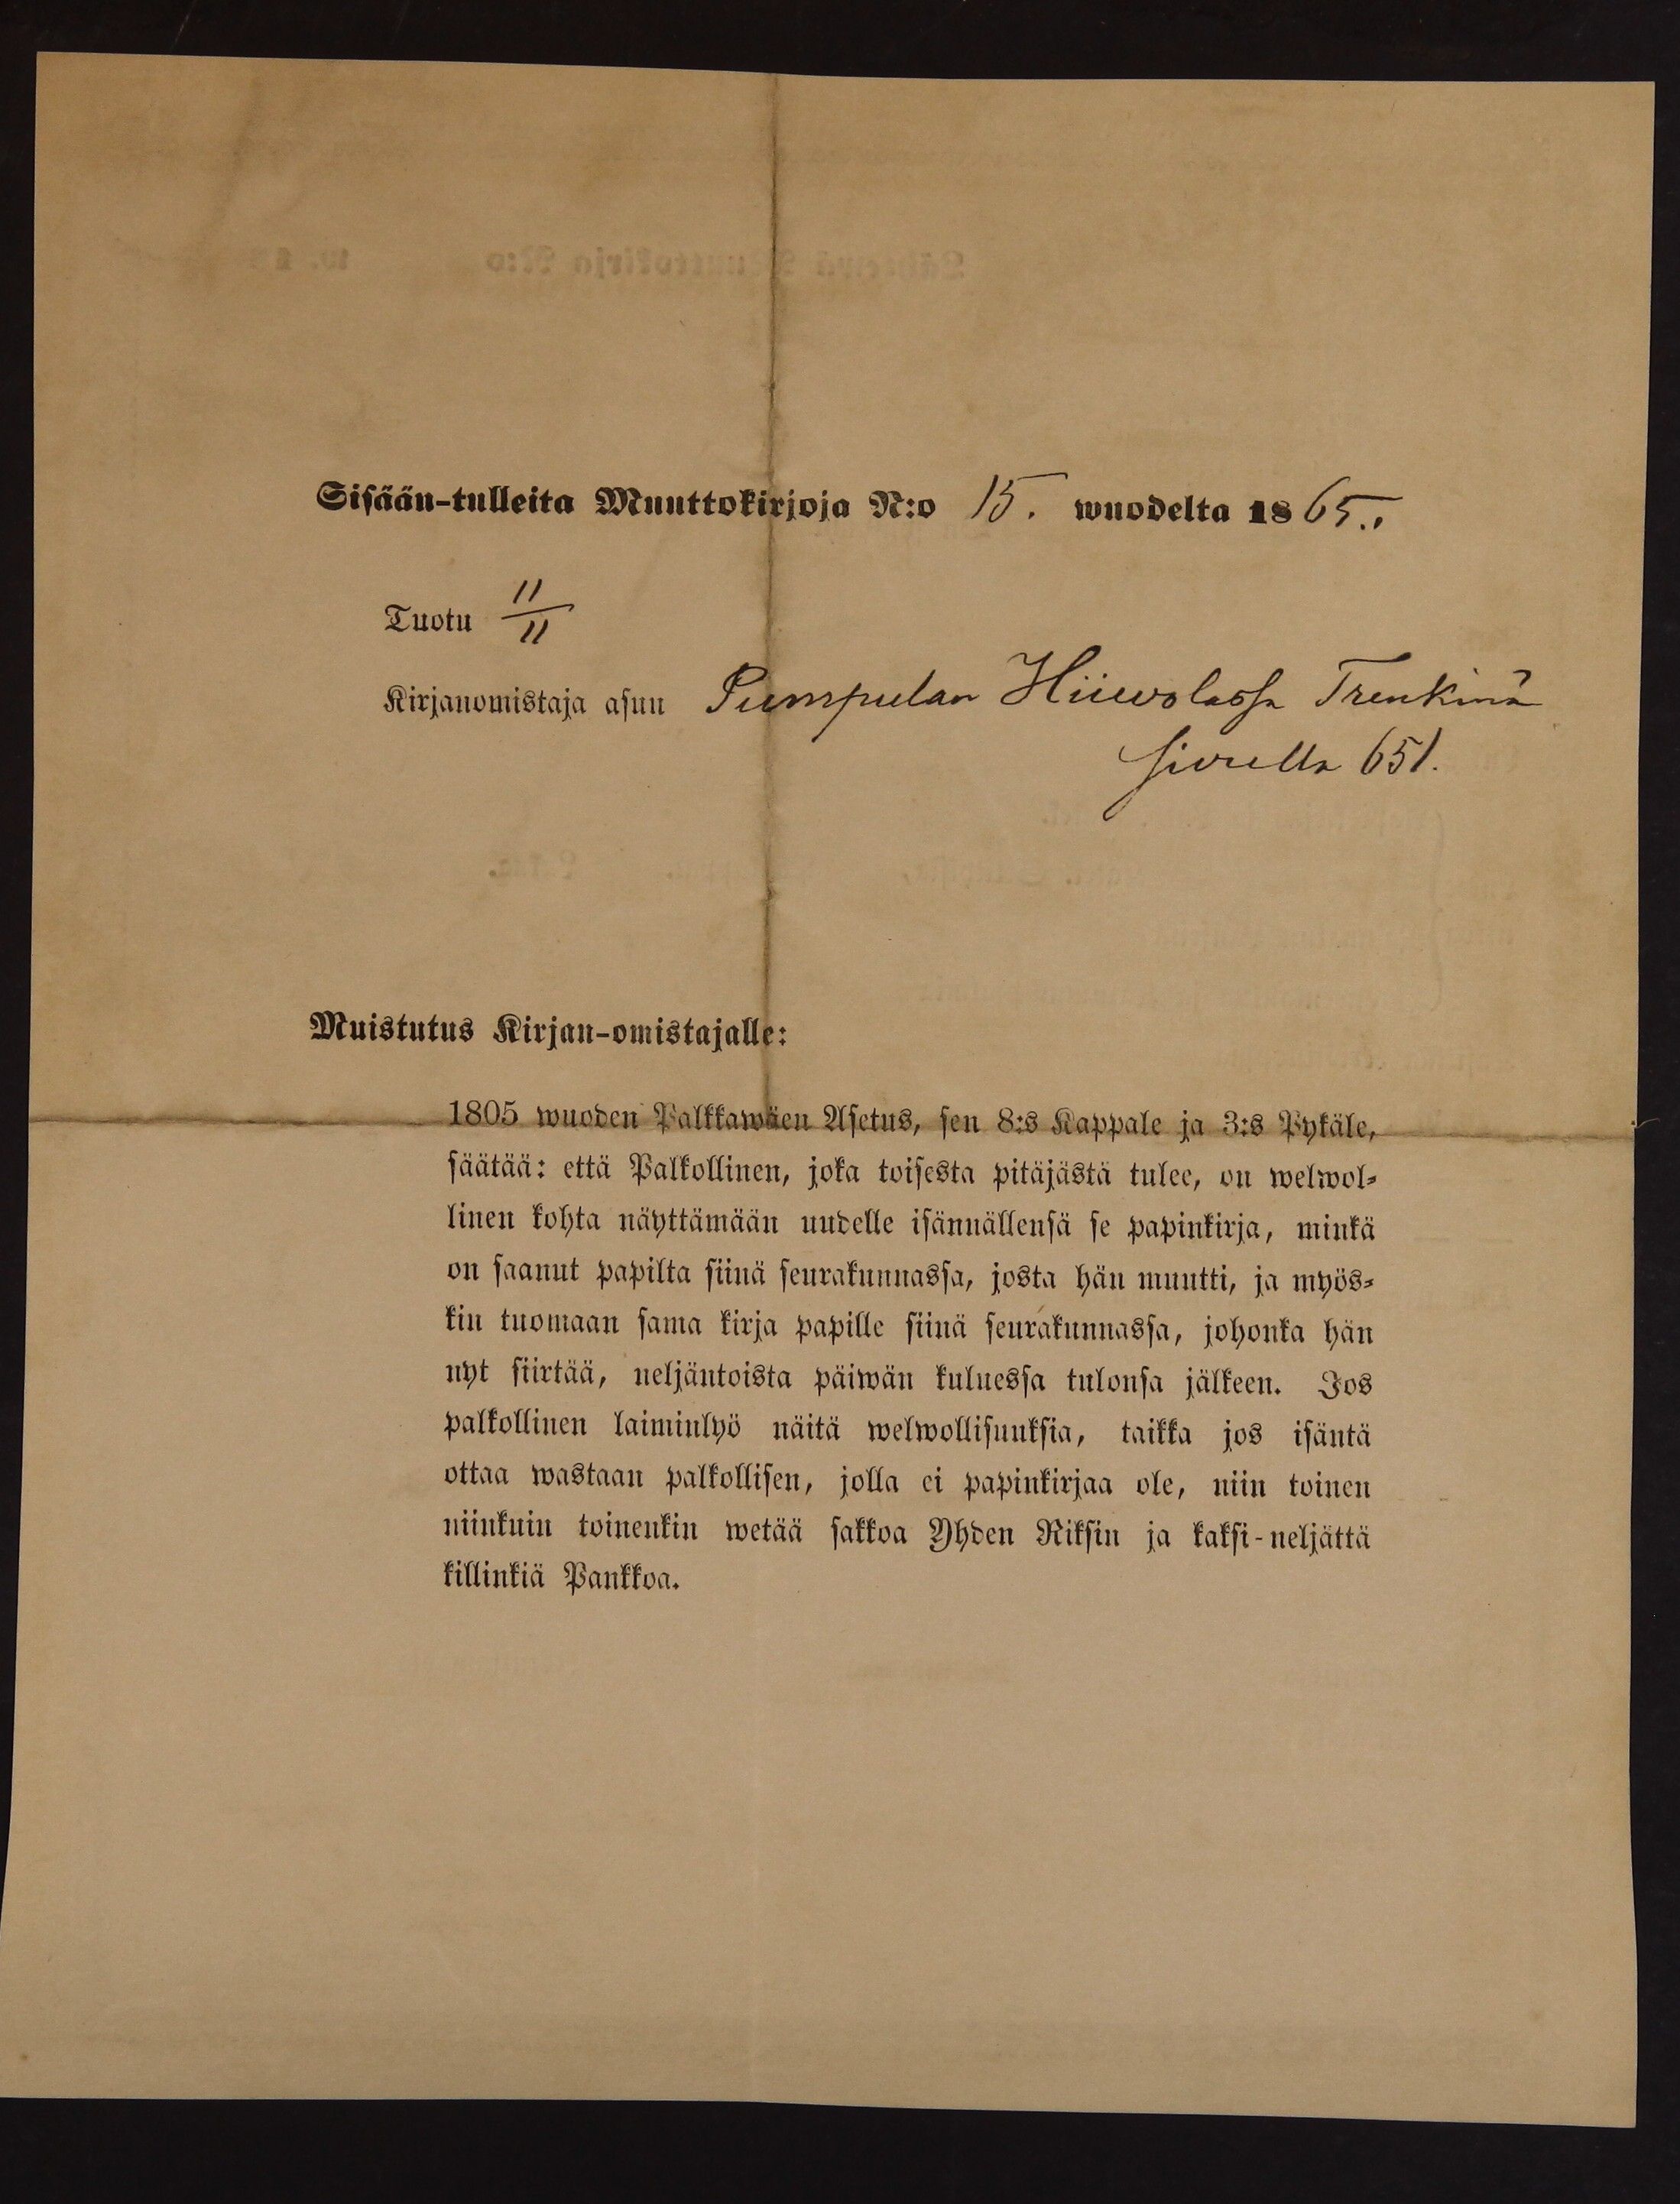 Sisään-tulleita Muuttokirjoja N:o 15. wuodelta 1865.
Tuotu 11/11
Kirjanomistaja asuu Pumpulan Hiiwolassa Trenkinä
sivulla 651.
Muistutus Kirjan-omistajalle:
1805 wuoden Palkkawäen Asetus, sen 8:s Kappale ja 3:s Pykäle,
säätää: että Palkollinen, joka toisesta pitäjästä tulee, on welwol-
linen kohta näyttämään uudelle isännällensä se papinkirja, minkä
on saanut papilta siinä seurakunnassa, josta hän muutti, ja myös-
kin tuomaan sama kirja papille siinä seurakunnassa, johonka hän
nyt siirtää, neljäntoista päiwän kuluessa tulonsa jälkeen. Jos
palkollinen laiminlyö näitä welwollisuuksia, taikka jos isäntä
ottaa wastaan palkollisen, jolla ei papinkirjaa ole, niin toinen
niinkuin toinenkin wetää sakkoa Yhden Riksin ja kaksi-neljättä
killinkiä Pankkoa.